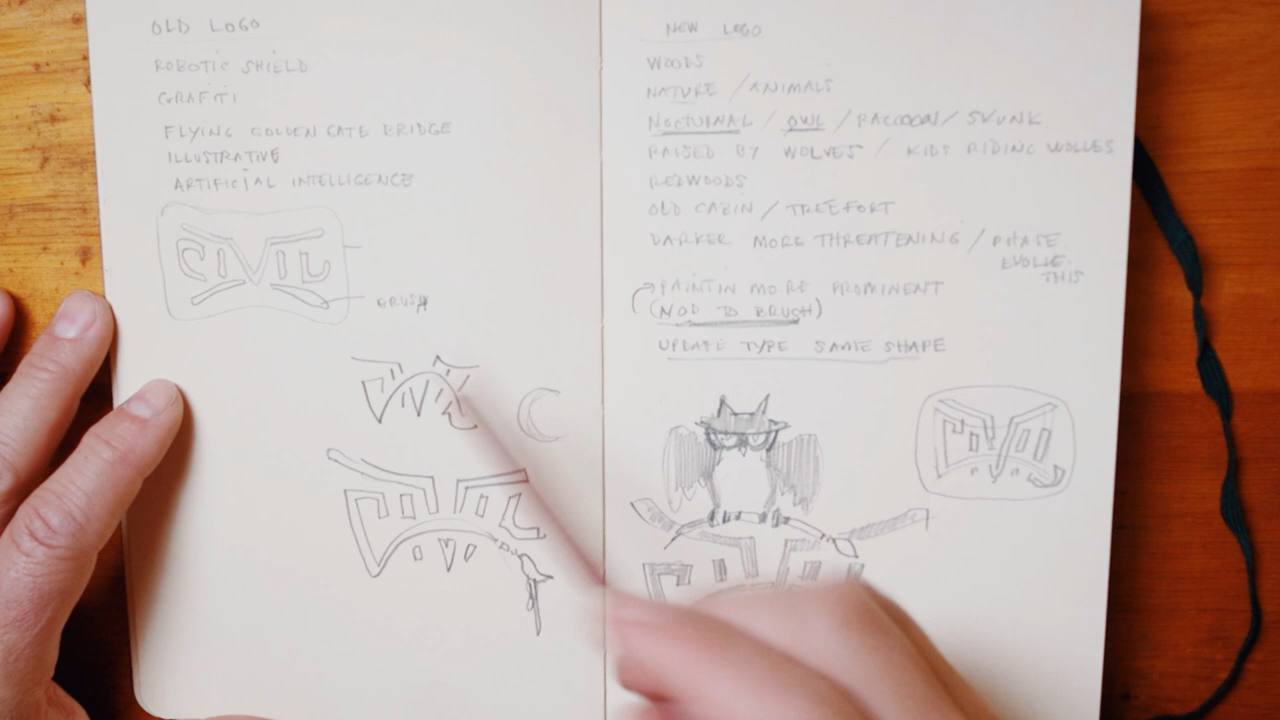 OLD LOGO
ROBOTIC SHIELD
GRAFITI
FLYING GOLDEN GATE BRIDGE
ILLUSTRATIVE
ARTIFICIAL INTELLIGENCE
CIVIL
BRUSH
CIVIL
CIVIL
NEW LOGO
WOODS
NATURE / ANIMALS
NOCTURNAL / OWL / RACCOON / SKUNK
RAISED BY WOLVES / KIDS RIDING WOLVES
REDWOODS
OLD CABIN / TREEFORT
DARKER MORE THREATENING / PHASE
EVOLVE
THIS
PAINTIN MORE PROMINENT
(NOD TO BRUSH)
UPDATE TYPE SAME SHAPE
CIVIL